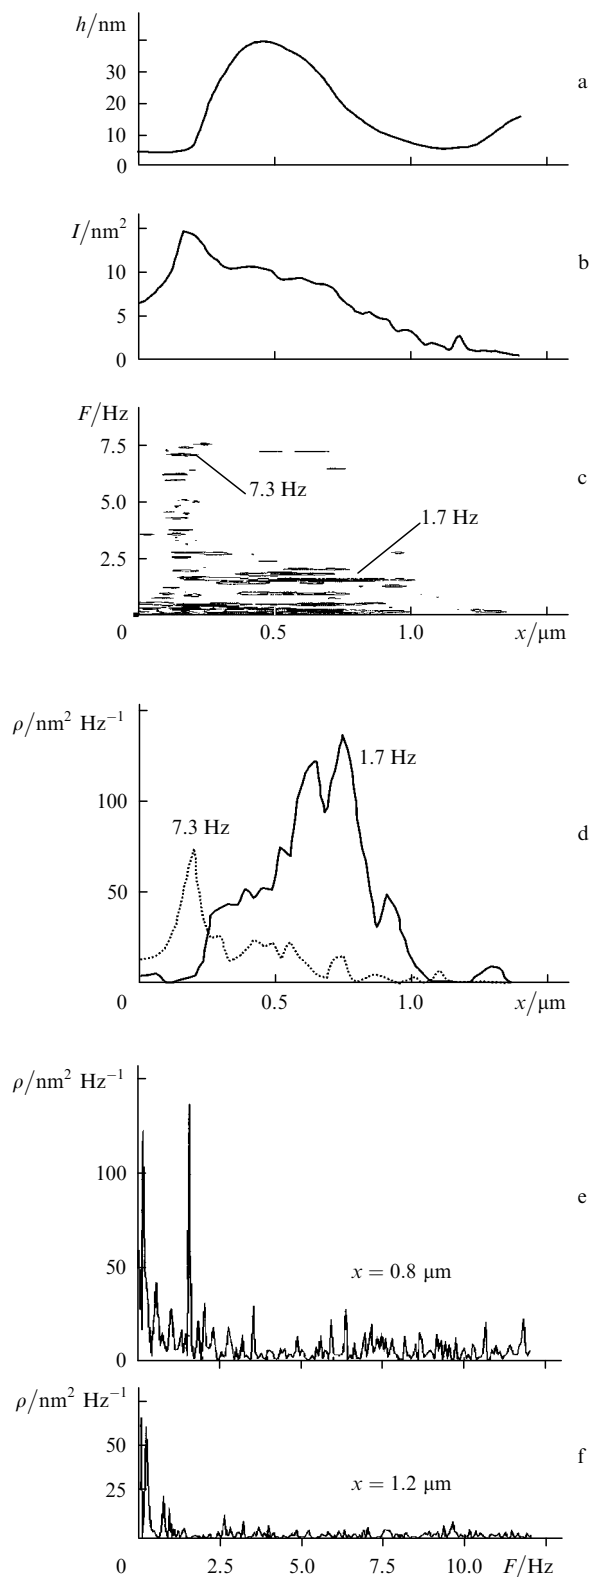 h/nm
30
20
10
0
a
I/nm²
10
5
0
b
F/Hz
7.5
5.0
2.5
0
7.3 Hz
1.7 Hz
c
0.5
1.0
x/μm
ρ/nm² Hz⁻¹
100
50
0
1.7 Hz
7.3 Hz
d
0.5
1.0
x/μm
ρ/nm² Hz⁻¹
100
50
0
x = 0.8 μm
e
ρ/nm² Hz⁻¹
50
25
x = 1.2 μm
f
0
2.5
5.0
7.5
10.0
F/Hz